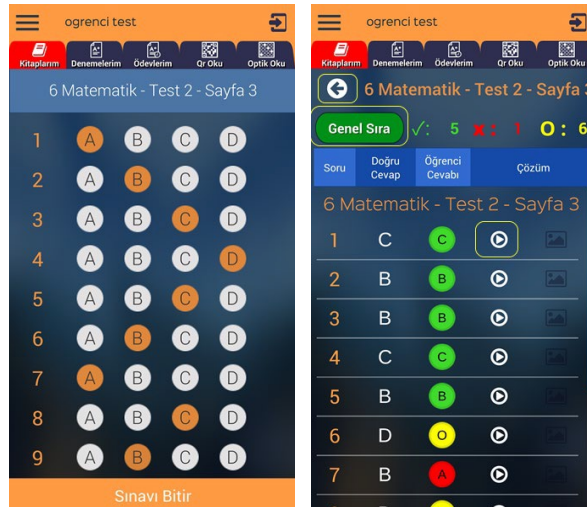 ogrenci test
Kitaplarım Denemelerim Ödevlerim Qr Oku Optik Oku
6 Matematik - Test 2 - Sayfa 3
1 A B C D
2 A B C D
3 A B C D
4 A B C D
5 A B C D
6 A B C D
7 A B C D
8 A B C D
9 A B C D
Sınavı Bitir
ogrenci test
Kitaplarım Denemelerim Ödevlerim Qr Oku Optik Oku
6 Matematik - Test 2 - Sayfa 3
Genel Sıra ✓: 5 ×: 1 O: 6
Soru Doğru Cevap Öğrenci Cevabı Çözüm
6 Matematik - Test 2 - Sayfa 3
1 C C
2 B B
3 B B
4 C C
5 B B
6 D O
7 B A